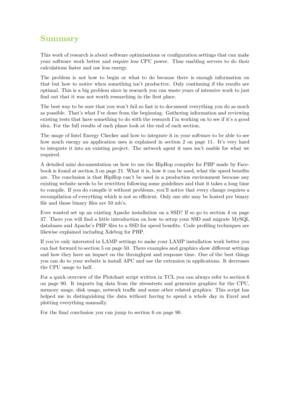 Summary
This work of research is about software optimisations or configuration settings that can make
your software work better and require less CPU power. Thus enabling servers to do their
calculations faster and use less energy.
The problem is not how to begin or what to do because there is enough information on
that but how to notice when something isn't productive. Only continuing if the results are
optimal. This is a big problem since in research you can waste years of intensive work to just
find out that it was not worth researching in the first place.
The best way to be sure that you won't fail so fast is to document everything you do as much
as possible. That's what I've done from the beginning. Gathering information and reviewing
existing tests that have something to do with the research I'm working on to see if it's a good
idea. For the full results of each phase look at the end of each section.
The usage of Intel Energy Checker and how to integrate it in your software to be able to see
how much energy an application uses is explained in section 2 on page 11. It's very hard
to integrate it into an existing project. The network agent it uses isn't usable for what we
required.
A detailed mini documentation on how to use the HipHop compiler for PHP made by Face-
book is found at section 3 on page 21. What it is, how it can be used, what the speed benefits
are. The conclusion is that HipHop can't be used in a production environment because any
existing website needs to be rewritten following some guidelines and that it takes a long time
to compile. If you do compile it without problems, you'll notice that every change requires a
recompilation of everything which is not so efficient. Only one site may be hosted per binary
file and those binary files are 50 mb's.
Ever wanted set up an existing Apache installation on a SSD? If so go to section 4 on page
37. There you will find a little introduction on how to setup your SSD and migrate MySQL
databases and Apache's PHP files to a SSD for speed benefits. Code profiling techniques are
likewise explained including Xdebug for PHP.
If you're only interested in LAMP settings to make your LAMP installation work better you
can fast forward to section 5 on page 50. There examples and graphics show different settings
and how they have an impact on the throughput and response time. One of the best things
you can do to your website is install APC and use the extension in applications. It decreases
the CPU usage to half.
For a quick overview of the Plotchart script written in TCL you can always refer to section 6
on page 90. It imports log data from the stresstests and generates graphics for the CPU,
memory usage, disk usage, network traffic and some other related graphics. This script has
helped me in distinguishing the data without having to spend a whole day in Excel and
plotting everything manually.
For the final conclusion you can jump to section 8 on page 98.